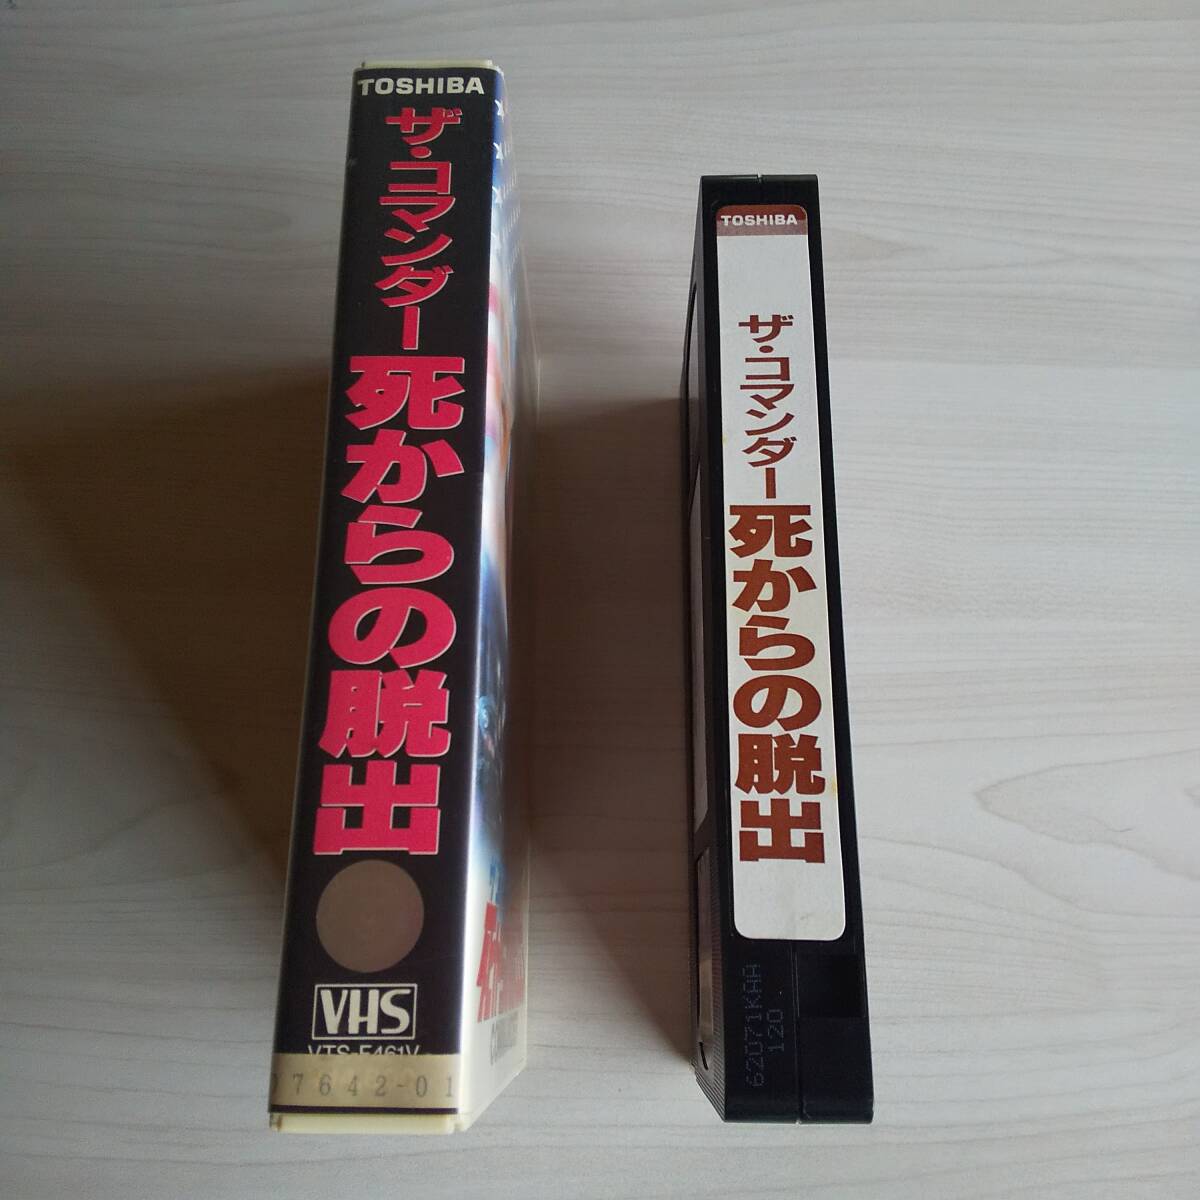 TOSHIBA
ザ・コマンダー
死からの脱出
VHS
VTS-F461V
7642-01
TOSHIBA
ザ・コマンダー
死からの脱出
62071KAA
120